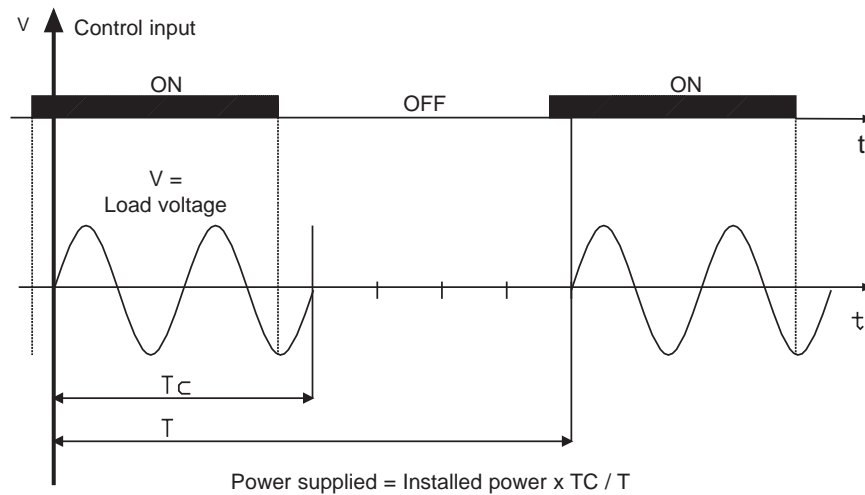 V
Control input
ON
ON
OFF
t
V =
Load voltage
t
Tc
T
Power supplied = Installed power x TC / T